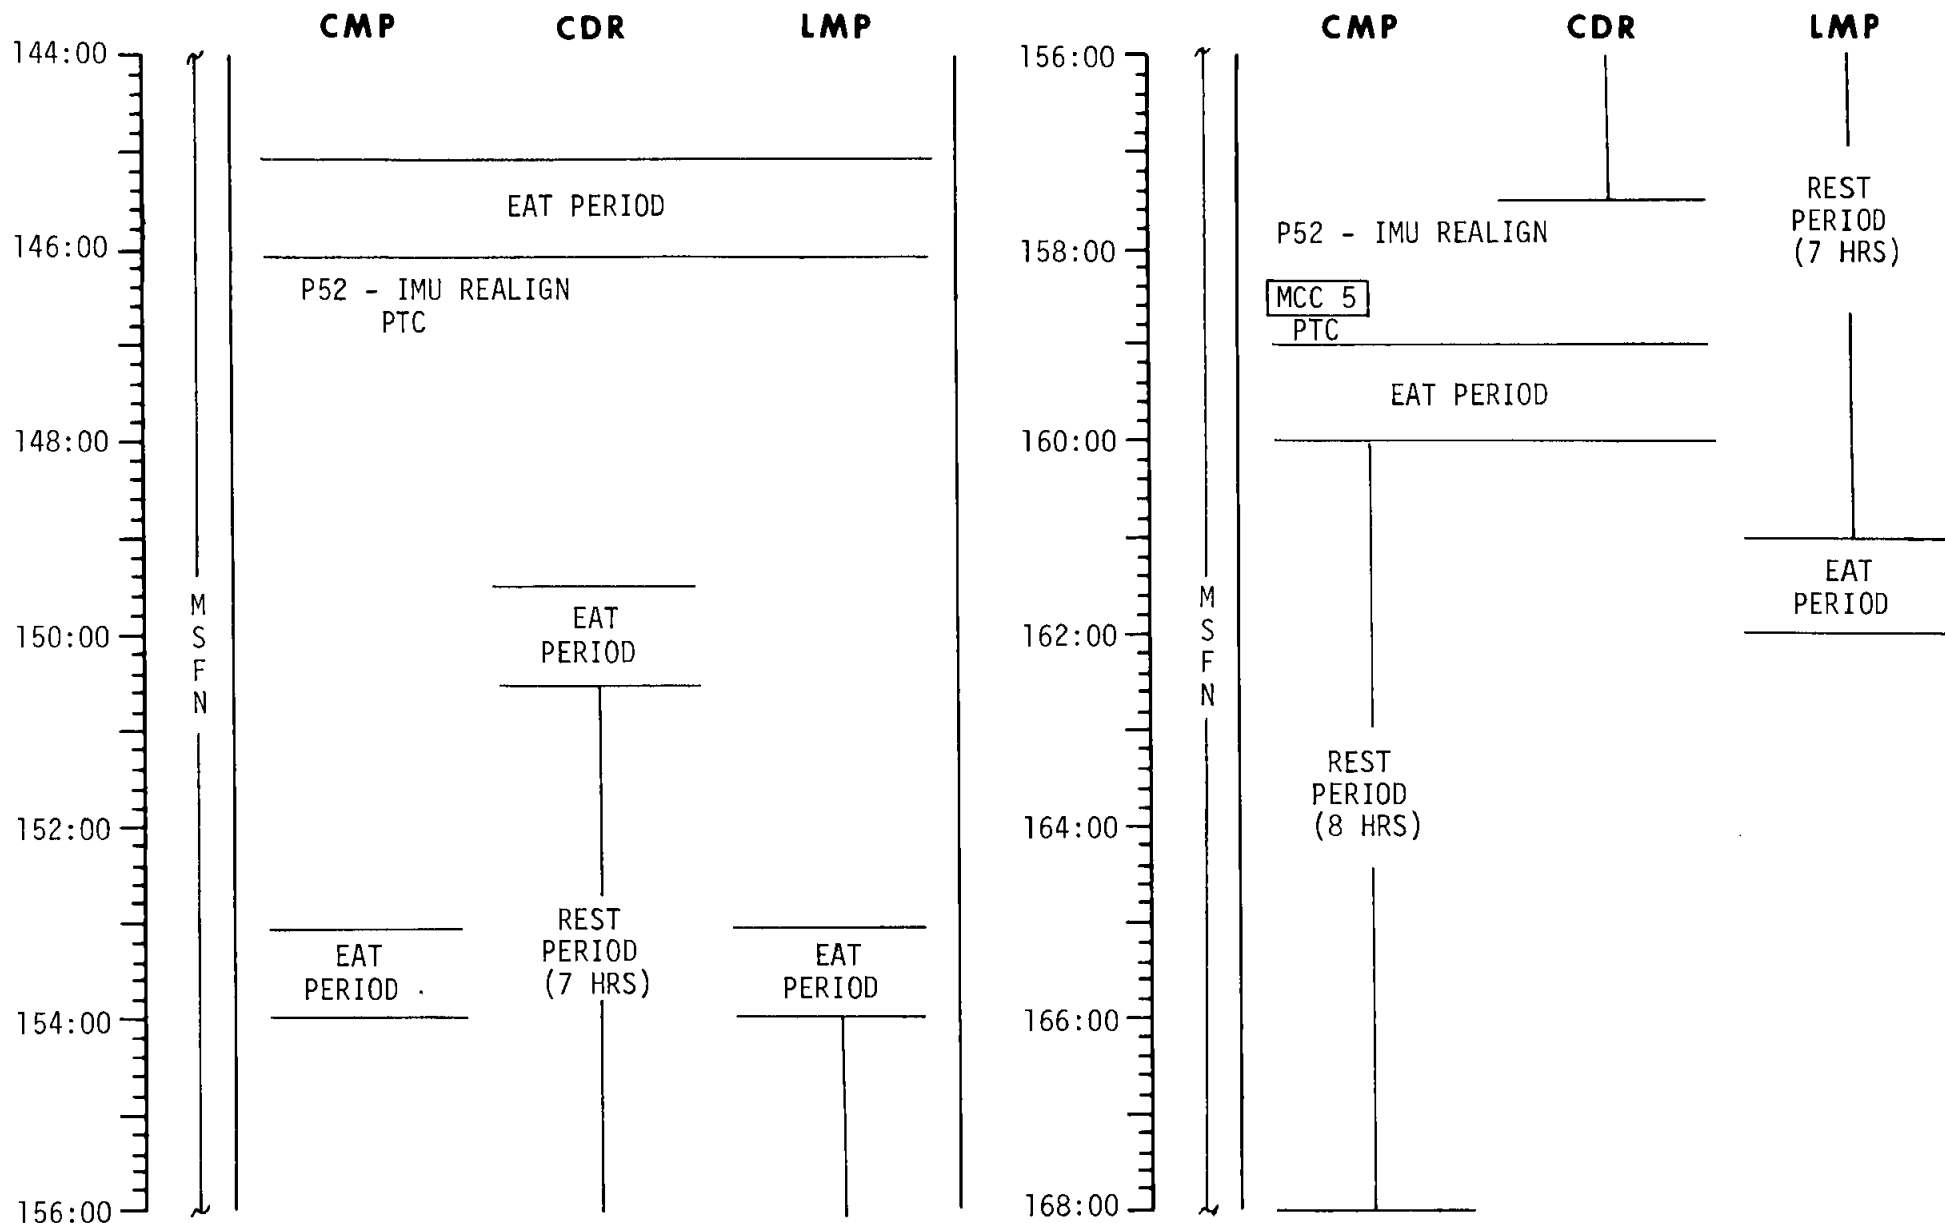 CMP CDR LMP
144:00
EAT PERIOD
146:00
P52 - IMU REALIGN
PTC
148:00
EAT
PERIOD
150:00
M
S
F
N
152:00
EAT
PERIOD
REST
PERIOD
(7 HRS)
EAT
PERIOD
154:00
156:00
CMP CDR LMP
156:00
REST
PERIOD
(7 HRS)
P52 - IMU REALIGN
158:00
MCC 5
PTC
EAT PERIOD
160:00
EAT
PERIOD
M
S
F
N
162:00
REST
PERIOD
(8 HRS)
164:00
166:00
168:00